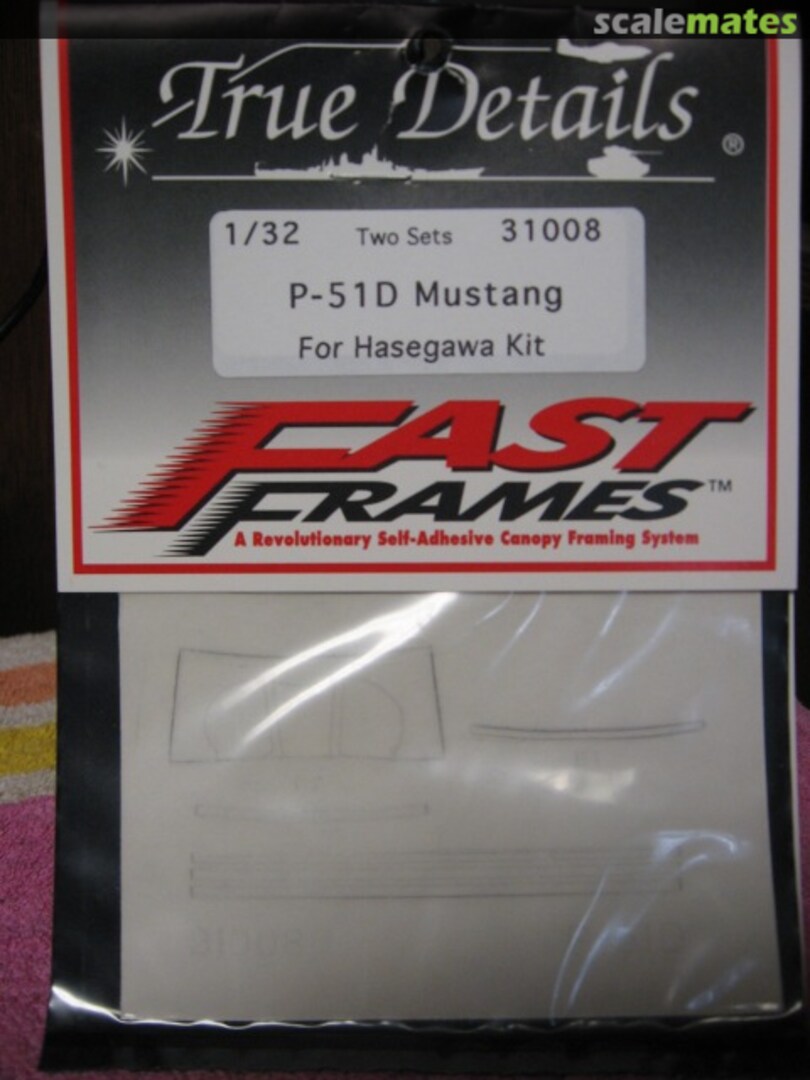 scalemates
True Details ®
1/32 Two Sets 31008
P-51D Mustang
For Hasegawa Kit
FAST
FRAMES™
A Revolutionary Self-Adhesive Canopy Framing System